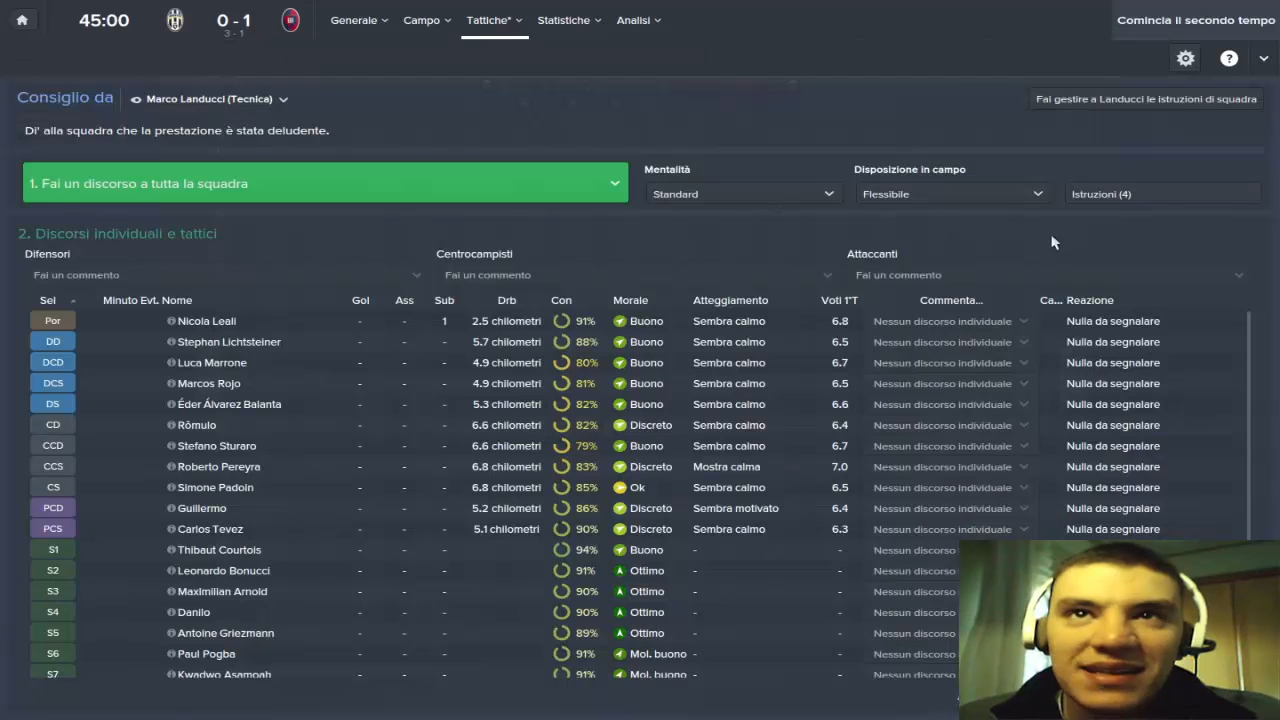 45:00 0 - 1 Generale Campo Tattiche* Statistiche Analisi Comincia il secondo tempo
3 - 1
Consiglio da Marco Landucci (Tecnica) Fai gestire a Landucci le istruzioni di squadra
Di' alla squadra che la prestazione è stata deludente.
Mentalità Disposizione in campo
1. Fai un discorso a tutta la squadra Standard Flessibile Istruzioni (4)
2. Discorsi individuali e tattici
Difensori Centrocampisti Attaccanti
Fai un commento Fai un commento Fai un commento
Sel Minuto Evt. Nome Gol Ass Sub Drb Con Morale Atteggiamento Voti 1°T Commenta... Ca... Reazione
Por Nicola Leali - - 1 2.5 chilometri 91% Buono Sembra calmo 6.8 Nessun discorso individuale Nulla da segnalare
DD Stephan Lichtsteiner - - - 5.7 chilometri 88% Buono Sembra calmo 6.5 Nessun discorso individuale Nulla da segnalare
DCD Luca Marrone - - - 4.9 chilometri 80% Buono Sembra calmo 6.7 Nessun discorso individuale Nulla da segnalare
DCS Marcos Rojo - - - 4.9 chilometri 81% Buono Sembra calmo 6.5 Nessun discorso individuale Nulla da segnalare
DS Éder Álvarez Balanta - - - 5.3 chilometri 82% Buono Sembra calmo 6.6 Nessun discorso individuale Nulla da segnalare
CD Rômulo - - - 6.6 chilometri 82% Discreto Sembra calmo 6.4 Nessun discorso individuale Nulla da segnalare
CCD Stefano Sturaro - - - 6.6 chilometri 79% Buono Sembra calmo 6.7 Nessun discorso individuale Nulla da segnalare
CCS Roberto Pereyra - - - 6.8 chilometri 83% Discreto Mostra calma 7.0 Nessun discorso individuale Nulla da segnalare
CS Simone Padoin - - - 6.8 chilometri 85% Ok Sembra calmo 6.5 Nessun discorso individuale Nulla da segnalare
PCD Guillermo - - - 5.2 chilometri 86% Discreto Sembra motivato 6.4 Nessun discorso individuale Nulla da segnalare
PCS Carlos Tevez - - - 5.1 chilometri 90% Discreto Sembra calmo 6.3 Nessun discorso individuale Nulla da segnalare
S1 Thibaut Courtois - - - 94% Buono - - Nessun discorso
S2 Leonardo Bonucci - - - 91% Ottimo - - Nessun discorso
S3 Maximilian Arnold - - - 90% Ottimo - - Nessun discorso
S4 Danilo - - - 90% Ottimo - - Nessun discorso
S5 Antoine Griezmann - - - 89% Ottimo - - Nessun discorso
S6 Paul Pogba - - - 91% Mol. buono - - Nessun discorso
S7 Kwadwo Asamoah - - - 91% Mol. buono - - Nessun discorso